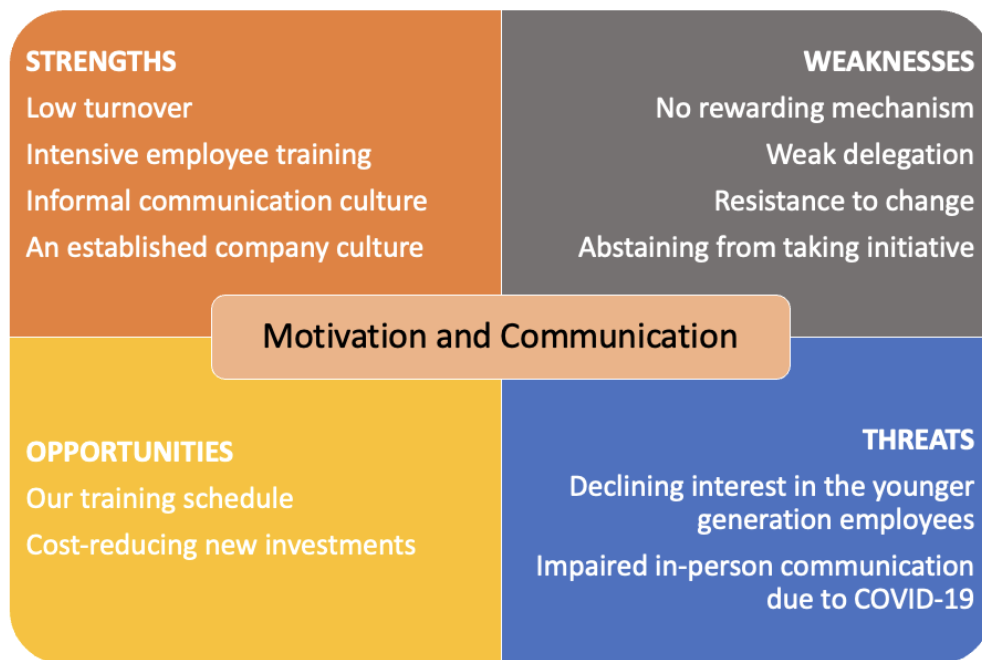 STRENGTHS
Low turnover
Intensive employee training
Informal communication culture
An established company culture
WEAKNESSES
No rewarding mechanism
Weak delegation
Resistance to change
Abstaining from taking initiative
Motivation and Communication
OPPORTUNITIES
Our training schedule
Cost-reducing new investments
THREATS
Declining interest in the younger
generation employees
Impaired in-person communication
due to COVID-19